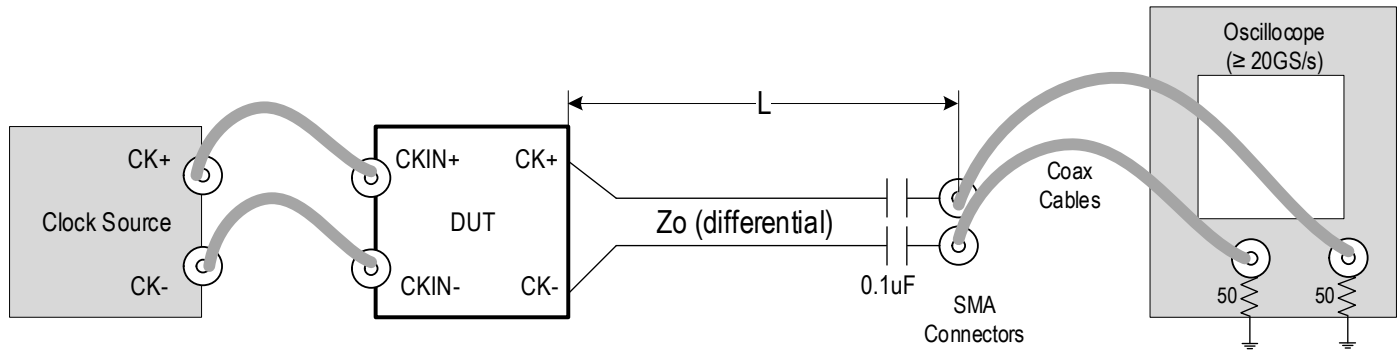 Oscillocope
(≥ 20GS/s)
L
CK+
CKIN+
CK+
Clock Source
DUT
Zo (differential)
Coax
Cables
CK-
CKIN-
CK-
0.1uF
SMA
Connectors
50
50